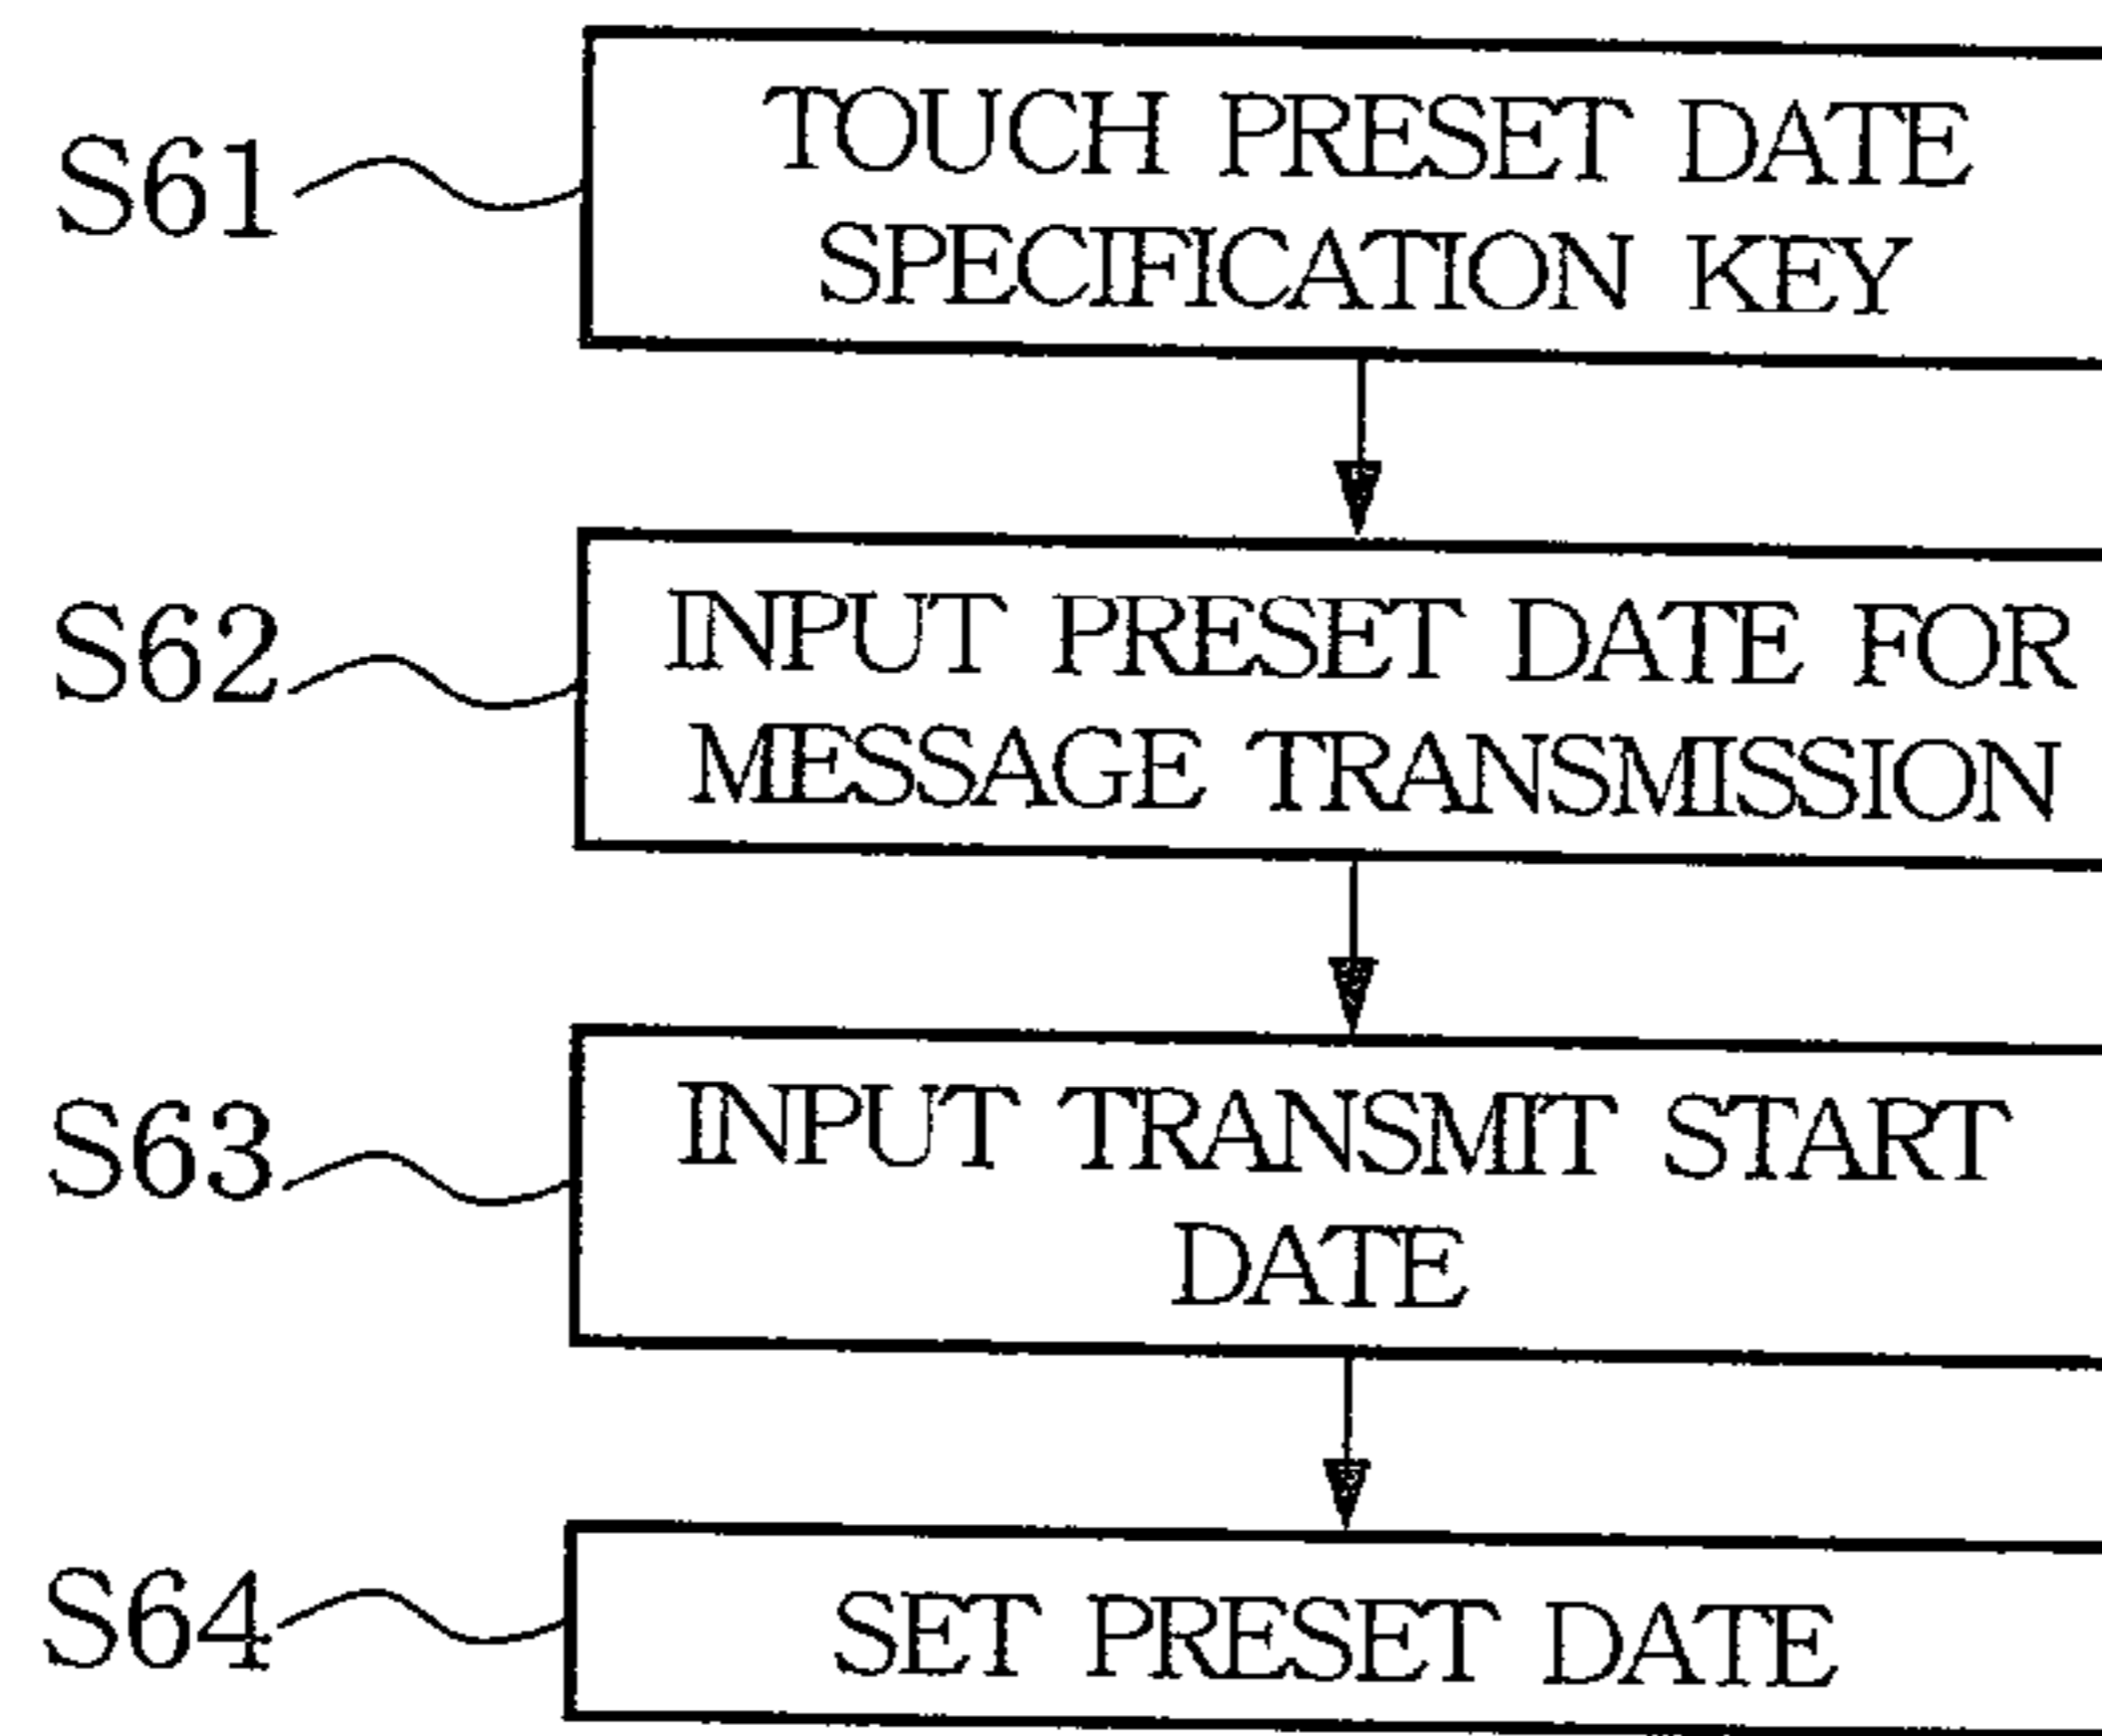 S61
TOUCH PRESET DATE
SPECIFICATION KEY
S62
INPUT PRESET DATE FOR
MESSAGE TRANSMISSION
S63
INPUT TRANSMIT START
DATE
S64
SET PRESET DATE